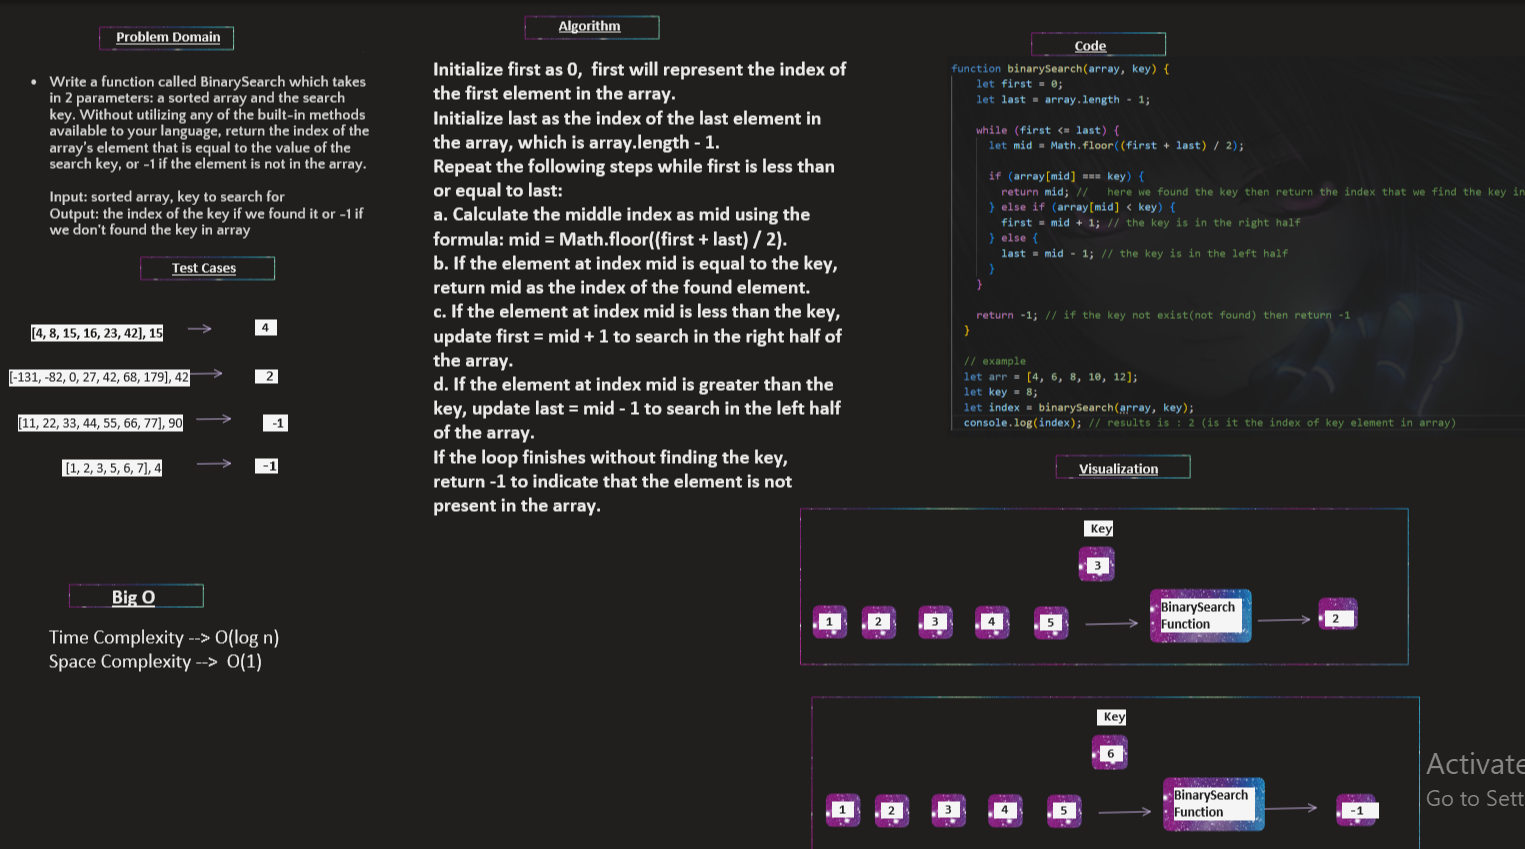 Problem Domain
• Write a function called BinarySearch which takes
in 2 parameters: a sorted array and the search
key. Without utilizing any of the built-in methods
available to your language, return the index of the
array's element that is equal to the value of the
search key, or -1 if the element is not in the array.
Input: sorted array, key to search for
Output: the index of the key if we found it or -1 if
we don't found the key in array
Test Cases
[4, 8, 15, 16, 23, 42], 15
4
[-131, -82, 0, 27, 42, 68, 179], 42
2
[11, 22, 33, 44, 55, 66, 77], 90
-1
[1, 2, 3, 5, 6, 7], 4
-1
Big O
Time Complexity --> O(log n)
Space Complexity --> O(1)
Algorithm
Initialize first as 0, first will represent the index of
the first element in the array.
Initialize last as the index of the last element in
the array, which is array.length - 1.
Repeat the following steps while first is less than
or equal to last:
a. Calculate the middle index as mid using the
formula: mid = Math.floor((first + last) / 2).
b. If the element at index mid is equal to the key,
return mid as the index of the found element.
c. If the element at index mid is less than the key,
update first = mid + 1 to search in the right half of
the array.
d. If the element at index mid is greater than the
key, update last = mid - 1 to search in the left half
of the array.
If the loop finishes without finding the key,
return -1 to indicate that the element is not
present in the array.
Code
function binarySearch(array, key) {
let first = 0;
let last = array.length - 1;
while (first <= last) {
let mid = Math.floor((first + last) / 2);
if (array[mid] === key) {
return mid; // here we found the key then return the index that we find the key in
} else if (array[mid] < key) {
first = mid + 1; // the key is in the right half
} else {
last = mid - 1; // the key is in the left half
}
}
return -1; // if the key not exist(not found) then return -1
}
// example
let arr = [4, 6, 8, 10, 12];
let key = 8;
let index = binarySearch(array, key);
console.log(index); // results is : 2 (is it the index of key element in array)
Visualization
Key
3
1 2 3 4 5
BinarySearch
Function
2
Key
6
1 2 3 4 5
BinarySearch
Function
-1
Activate
Go to Sett